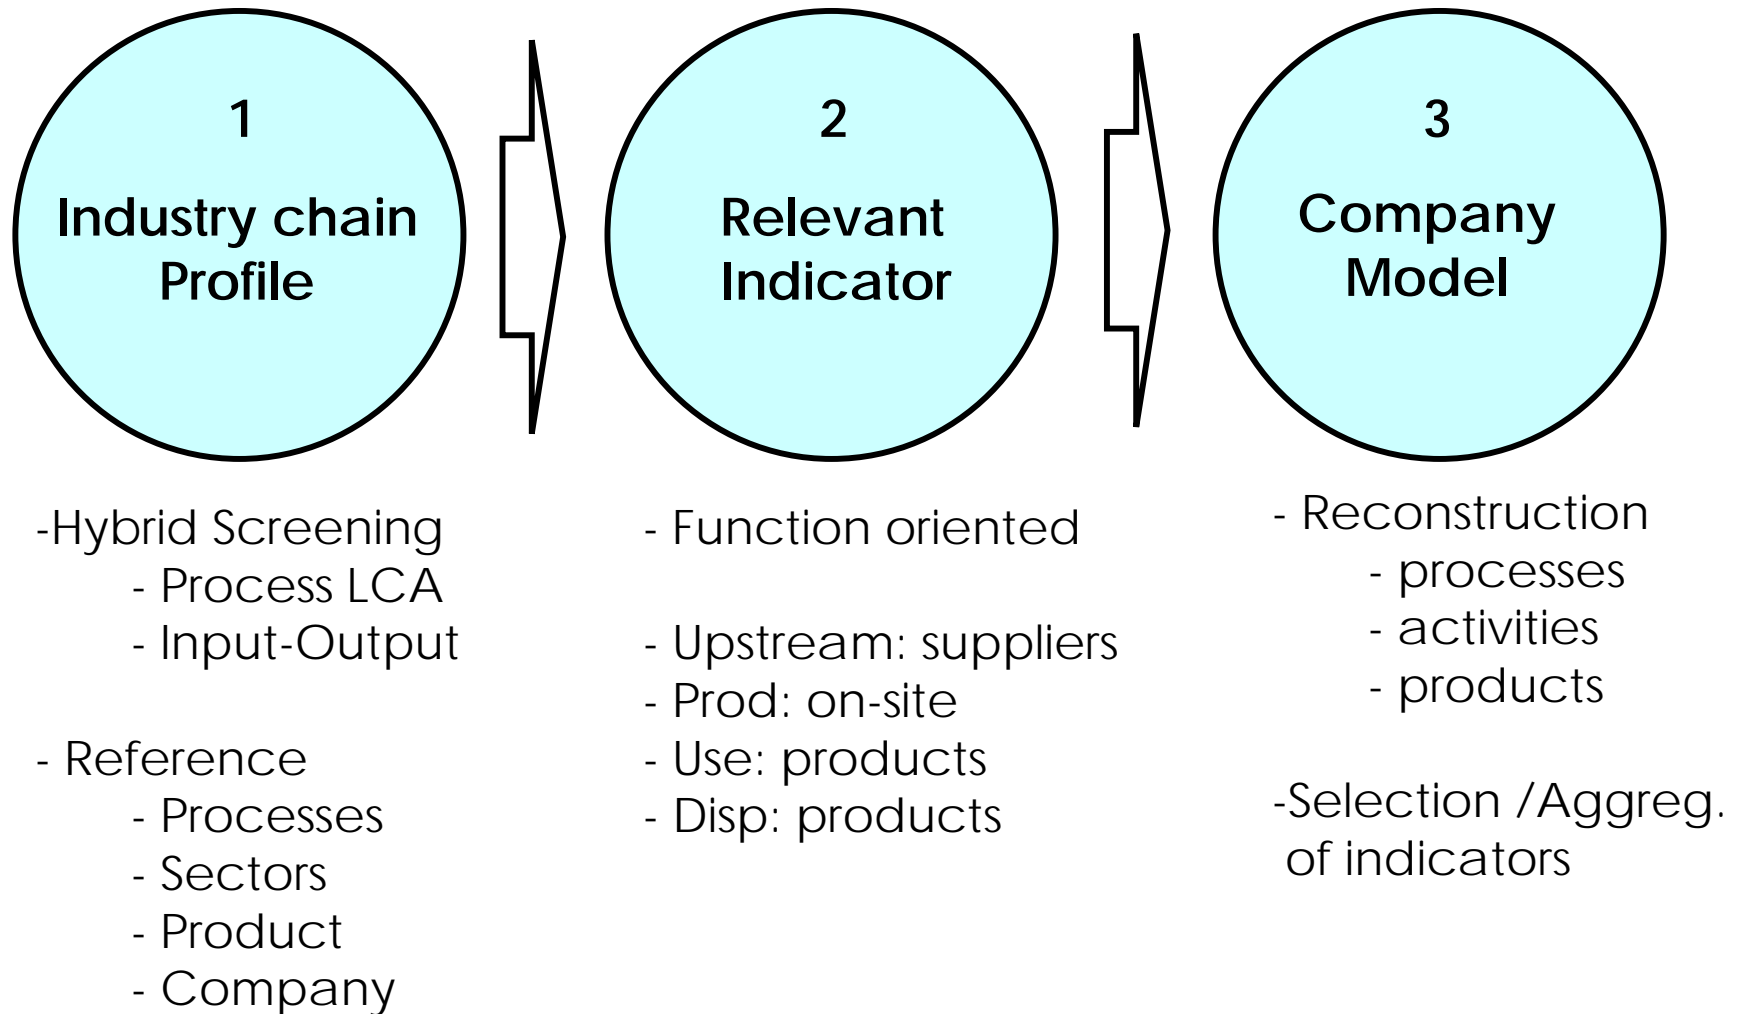 1
Industry chain
Profile
2
Relevant
Indicator
3
Company
Model
-Hybrid Screening
- Process LCA
- Input-Output
- Reference
- Processes
- Sectors
- Product
- Company
- Function oriented
- Upstream: suppliers
- Prod: on-site
- Use: products
- Disp: products
- Reconstruction
- processes
- activities
- products
-Selection /Aggreg.
of indicators